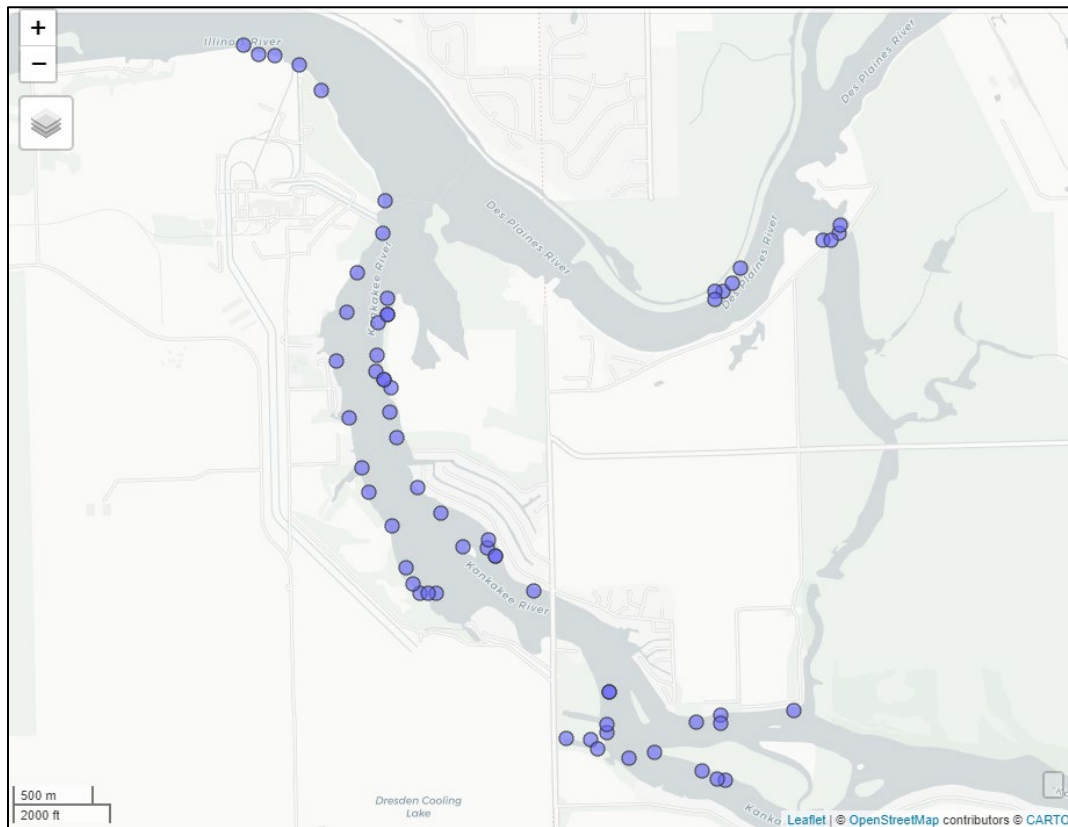 +
−
Illinois River
Des Plaines River
Des Plaines River
Des Plaines River
Kankakee River
Kankakee River
500 m
2000 ft
Dresden Cooling
Lake
Leaflet | © OpenStreetMap contributors © CARTO